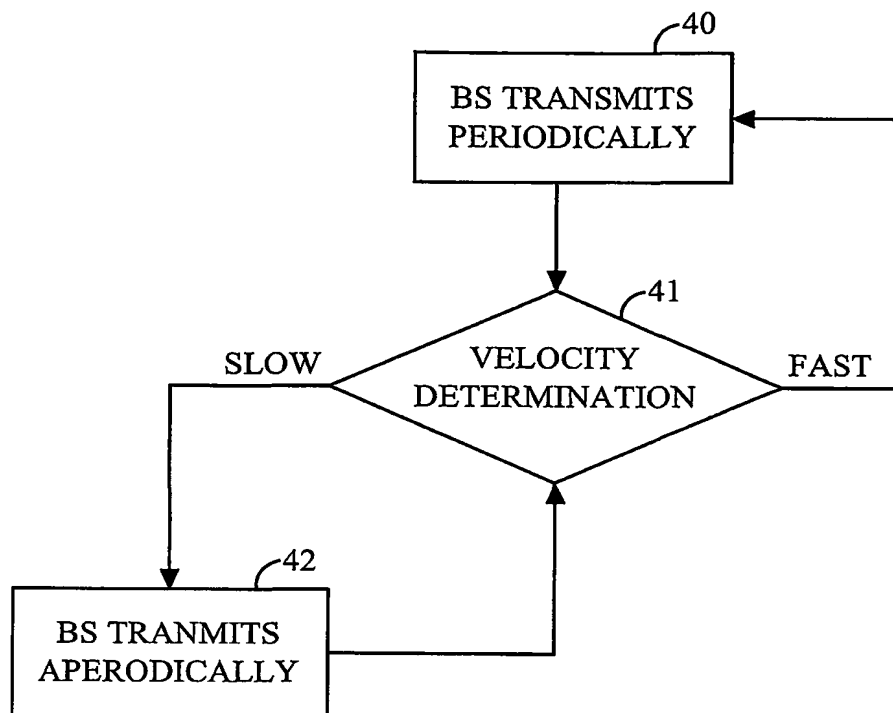 40
BS TRANSMITS
PERIODICALLY
41
SLOW
VELOCITY
DETERMINATION
FAST
42
BS TRANMITS
APERODICALLY